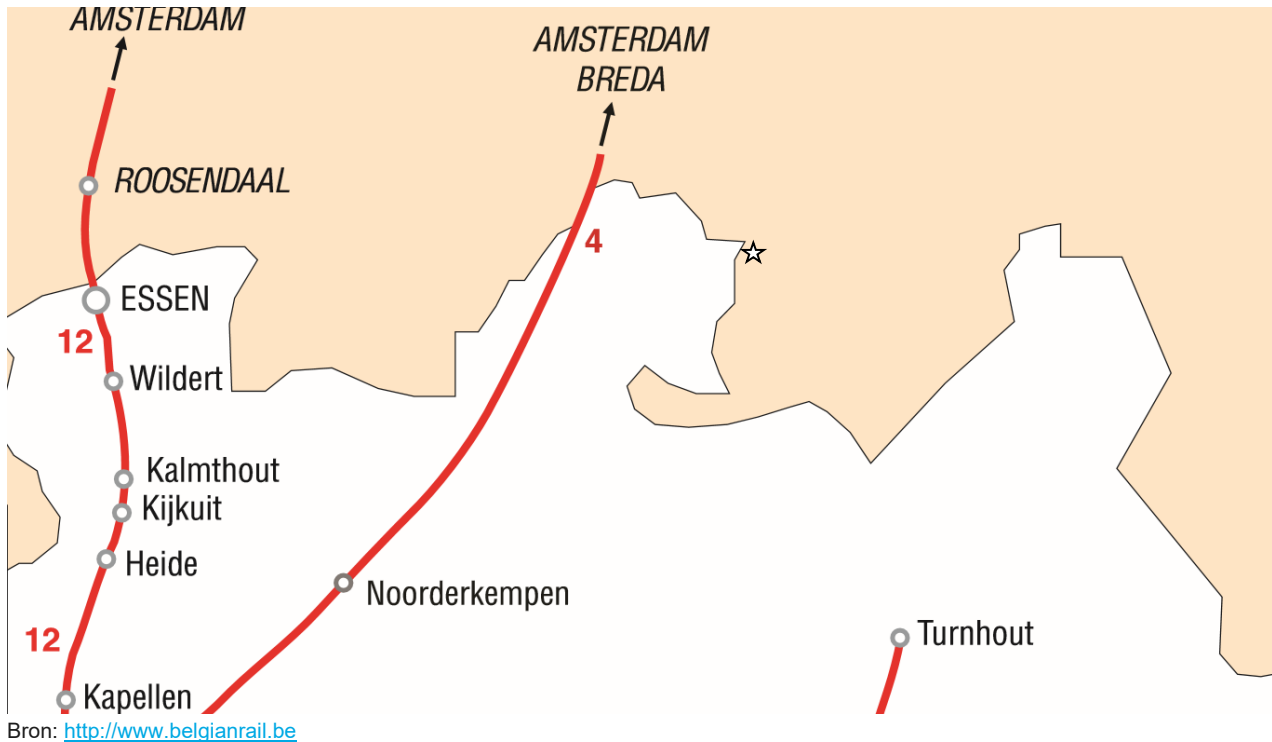 AMSTERDAM
AMSTERDAM
BREDA
ROOSENDAAL
4
ESSEN
12
Wildert
Kalmthout
Kijkuit
Heide
Noorderkempen
12
Turnhout
Kapellen
Bron: http://www.belgianrail.be